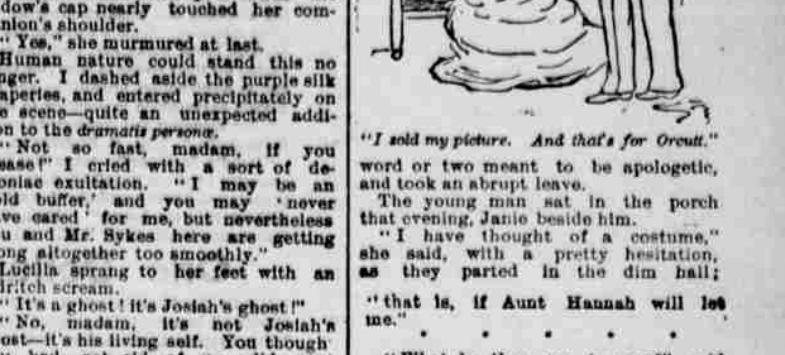 dow's cap nearly touched her com-
nion's shoulder.
"Yes," she murmured at last.
Human nature could stand this no
nger. I dashed aside the purple silk
aperies, and entered precipitately on
e scene—quite an unexpected addi-
on to the dramatis personæ.
"Not so fast, madam, if you
ease!" I cried with a sort of de-
oniac exultation. "I may be an
ld buffer,' and you may 'never
ve cared' for me, but nevertheless
u and Mr. Sykes here are getting
ong altogether too smoothly."
Lucilla sprang to her feet with an
dritch scream.
"It's a ghost! it's Josiah's ghost!"
"No, madam, it's not Josiah's
ost—it's his living self. You though
"I sold my picture. And that's for Orcutt."
word or two meant to be apologetic,
and took an abrupt leave.
The young man sat in the porch
that evening, Janie beside him.
"I have thought of a costume,"
she said, with a pretty hesitation,
as they parted in the dim hall;
"that is, if Aunt Hannah will let
me."
* * * * *